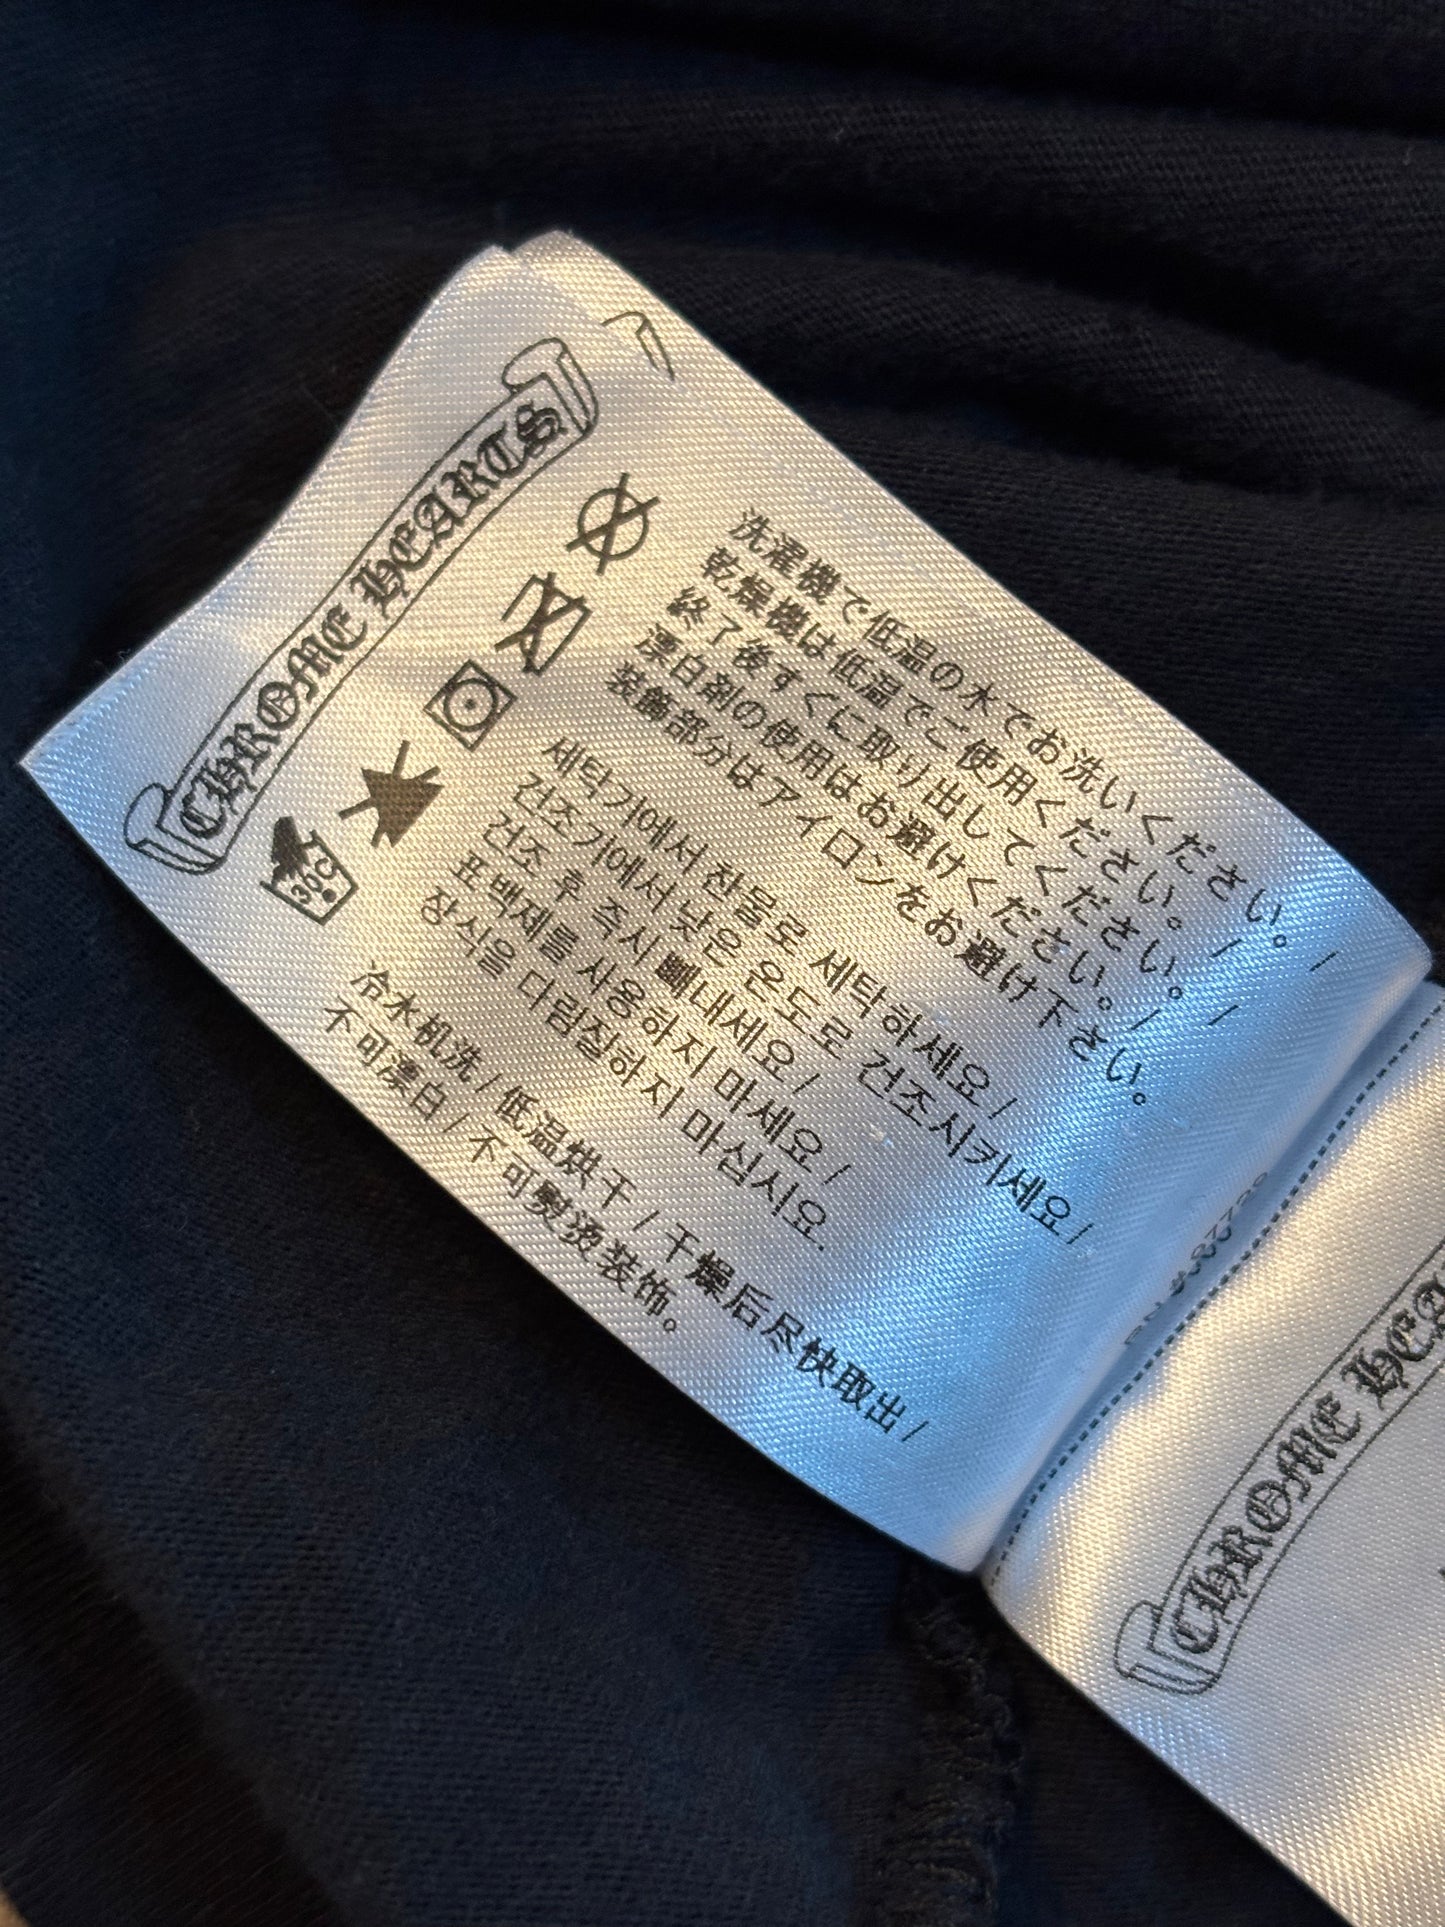 CHROME HEARTS
30C
洗濯機で低温の水でお洗いください。/
乾燥機は低温でご使用ください。/
終了後すぐに取り出してください。/
漂白剤の使用はお避けください。/
装飾部分はアイロンをお避け下さい。
세탁기에서 찬물로 세탁하세요/
건조기에서 낮은 온도로 건조시키세요/
건조 후 즉시 빼내세요/
표백제를 사용하지 마세요/
장식을 다림질하지 마십시요.
冷水机洗/低温烘干/干燥后尽快取出/
不可漂白/不可熨烫装饰。
CHROME HEA